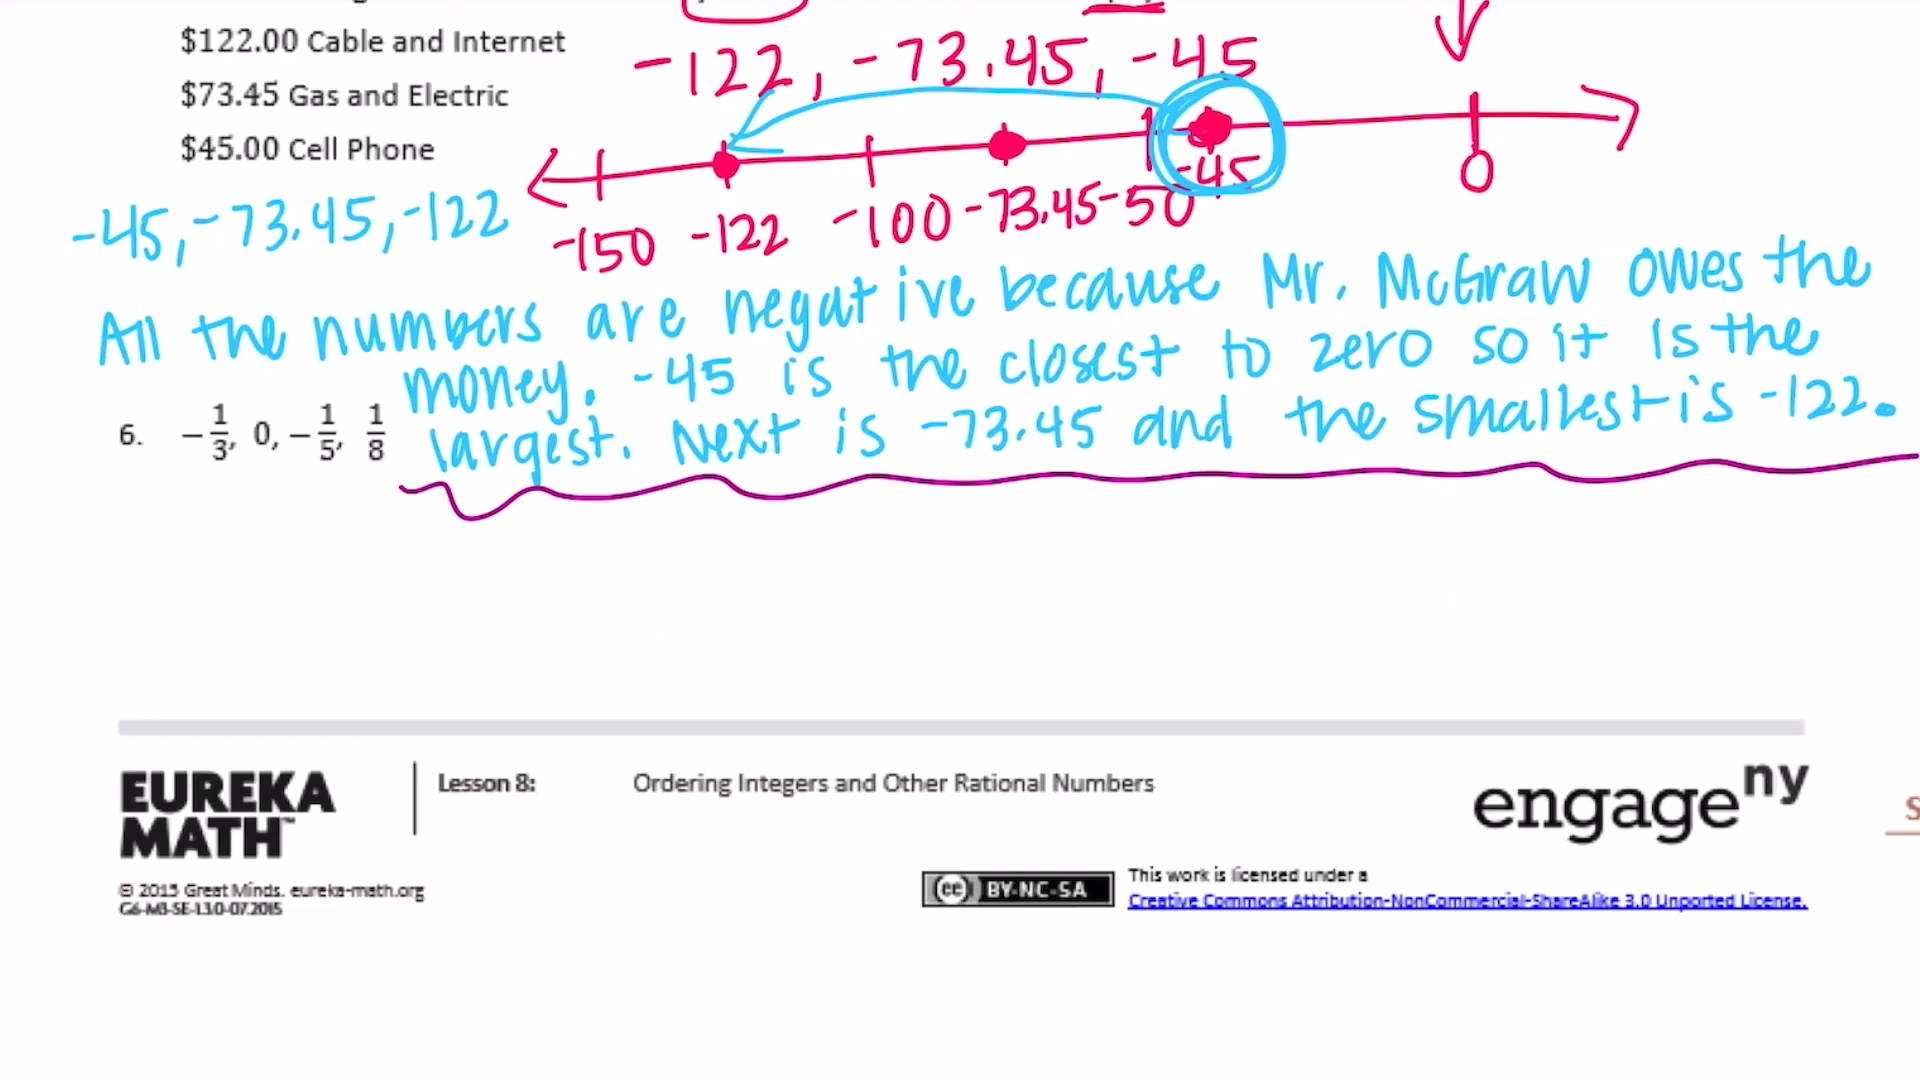 $122.00 Cable and Internet
-122, -73.45, -45
$73.45 Gas and Electric
$45.00 Cell Phone
-150 -122 -100 -73.45 -50 -45 0
-45, -73.45, -122
All the numbers are negative because Mr. McGraw owes the
money. -45 is the closest to zero so it is the
largest. Next is -73.45 and the smallest is -122.
6. -1/3, 0, -1/5, 1/8
EUREKA MATH™
Lesson 8: Ordering Integers and Other Rational Numbers
engage ny
S
© 2015 Great Minds. eureka-math.org
G6-M3-SE-1.3.0-07.2015
cc BY-NC-SA
This work is licensed under a
Creative Commons Attribution-NonCommercial-ShareAlike 3.0 Unported License.